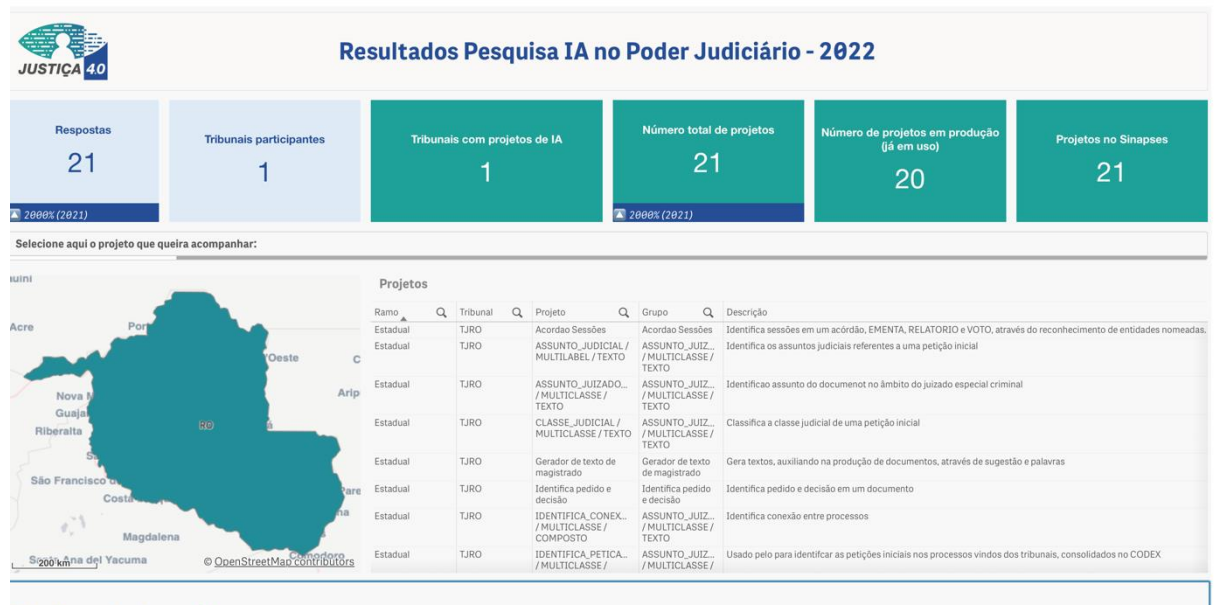 JUSTIÇA 4.0
Resultados Pesquisa IA no Poder Judiciário - 2022
Respostas
21
2000% (2021)
Tribunais participantes
1
Tribunais com projetos de IA
1
Número total de projetos
21
2000% (2021)
Número de projetos em produção
(já em uso)
20
Projetos no Sinapses
21
Selecione aqui o projeto que queira acompanhar:
Acre
Port
'Oeste
C
Nova M
Guajar
Arip
Riberalta
RO
São Francisco d
Costa
Pare
na
Magdalena
Santa Ana del Yacuma
Comodoro
200 km
© OpenStreetMap contributors
Projetos
Ramo Tribunal Projeto Grupo Descrição
Estadual TJRO Acordao Sessões Acordao Sessões Identifica sessões em um acórdão, EMENTA, RELATORIO e VOTO, através do reconhecimento de entidades nomeadas.
Estadual TJRO ASSUNTO_JUDICIAL / ASSUNTO_JUIZ... Identifica os assuntos judiciais referentes a uma petição inicial
MULTILABEL / TEXTO / MULTICLASSE /
TEXTO
Estadual TJRO ASSUNTO_JUIZADO... ASSUNTO_JUIZ... Identificao assunto do documenot no âmbito do juizado especial criminal
/ MULTICLASSE / / MULTICLASSE /
TEXTO TEXTO
Estadual TJRO CLASSE_JUDICIAL / ASSUNTO_JUIZ... Classifica a classe judicial de uma petição inicial
MULTICLASSE / TEXTO / MULTICLASSE /
TEXTO
Estadual TJRO Gerador de texto de Gerador de texto Gera textos, auxiliando na produção de documentos, através de sugestão e palavras
magistrado de magistrado
Estadual TJRO Identifica pedido e Identifica pedido Identifica pedido e decisão em um documento
decisão e decisão
Estadual TJRO IDENTIFICA_CONEX... ASSUNTO_JUIZ... Identifica conexão entre processos
/ MULTICLASSE / / MULTICLASSE /
COMPOSTO TEXTO
Estadual TJRO IDENTIFICA_PETICA... ASSUNTO_JUIZ... Usado pelo para identifcar as petições iniciais nos processos vindos dos tribunais, consolidados no CODEX
/ MULTICLASSE / / MULTICLASSE /